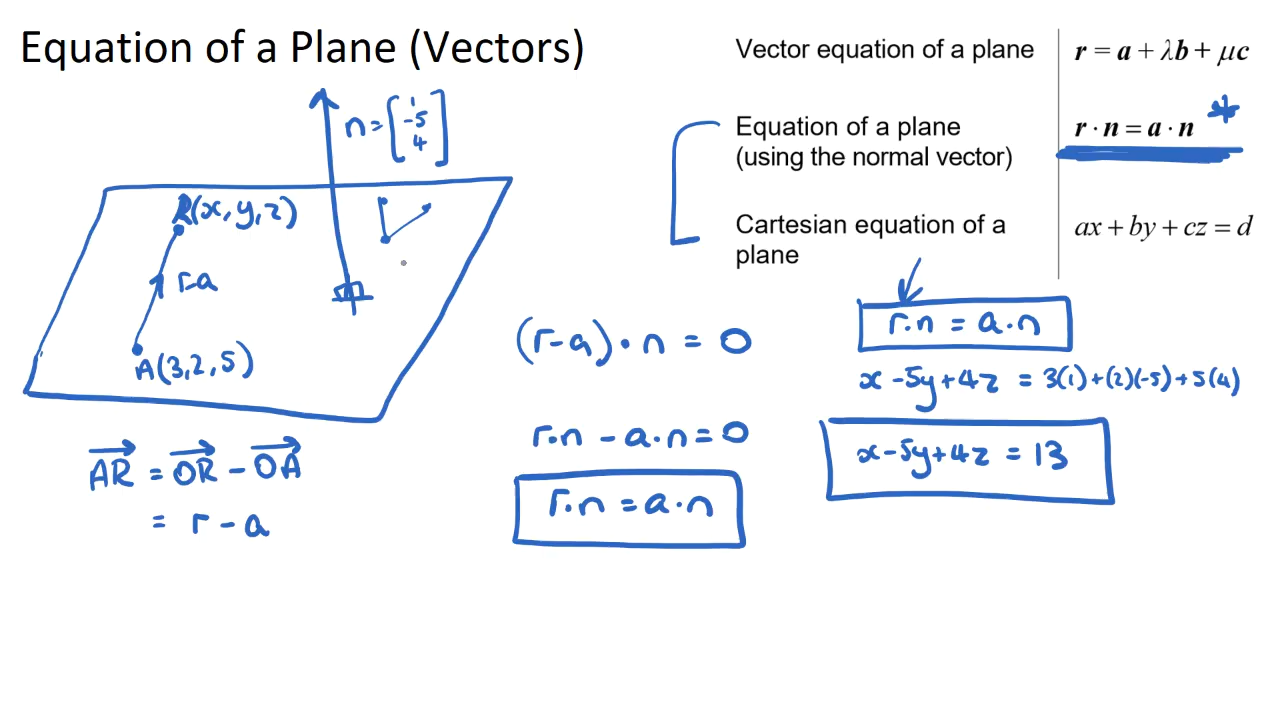 Equation of a Plane (Vectors)
Vector equation of a plane
r = a + λb + μc
Equation of a plane
(using the normal vector)
r · n = a · n *
Cartesian equation of a
plane
ax + by + cz = d
n = [1
-5
4]
R(x, y, z)
r-a
A(3,2,5)
AR = OR - OA
= r - a
(r-a) · n = 0
r.n - a.n = 0
r.n = a.n
r.n = a.n
x - 5y + 4z = 3(1)+(2)(-5)+5(4)
x - 5y + 4z = 13